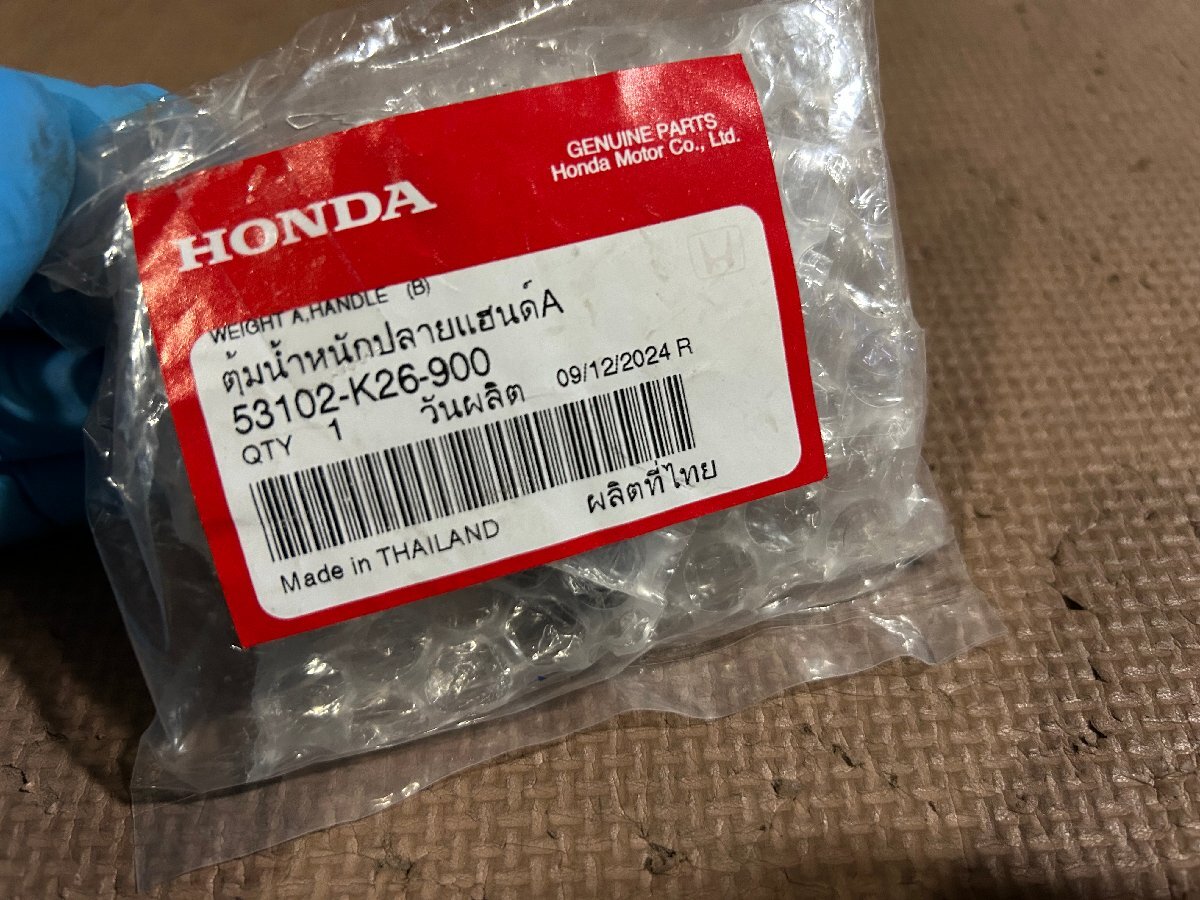 GENUINE PARTS
Honda Motor Co., Ltd.
HONDA
WEIGHT A,HANDLE (B)
ตุ้มน้ำหนักปลายแฮนด์A
53102-K26-900
QTY 1 วันผลิต 09/12/2024 R
Made in THAILAND ผลิตที่ไทย